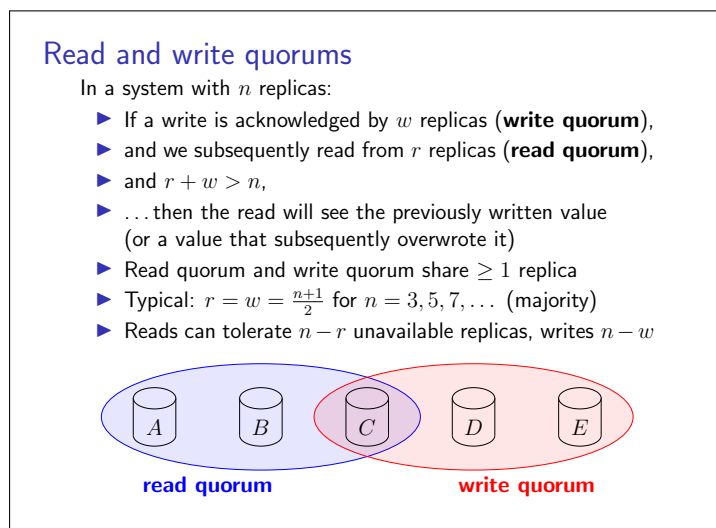 Read and write quorums
In a system with n replicas:
▶ If a write is acknowledged by w replicas (write quorum),
▶ and we subsequently read from r replicas (read quorum),
▶ and r + w > n,
▶ ... then the read will see the previously written value
(or a value that subsequently overwrote it)
▶ Read quorum and write quorum share ≥ 1 replica
▶ Typical: r = w = (n+1)/2 for n = 3, 5, 7, ... (majority)
▶ Reads can tolerate n − r unavailable replicas, writes n − w
A B C D E
read quorum write quorum